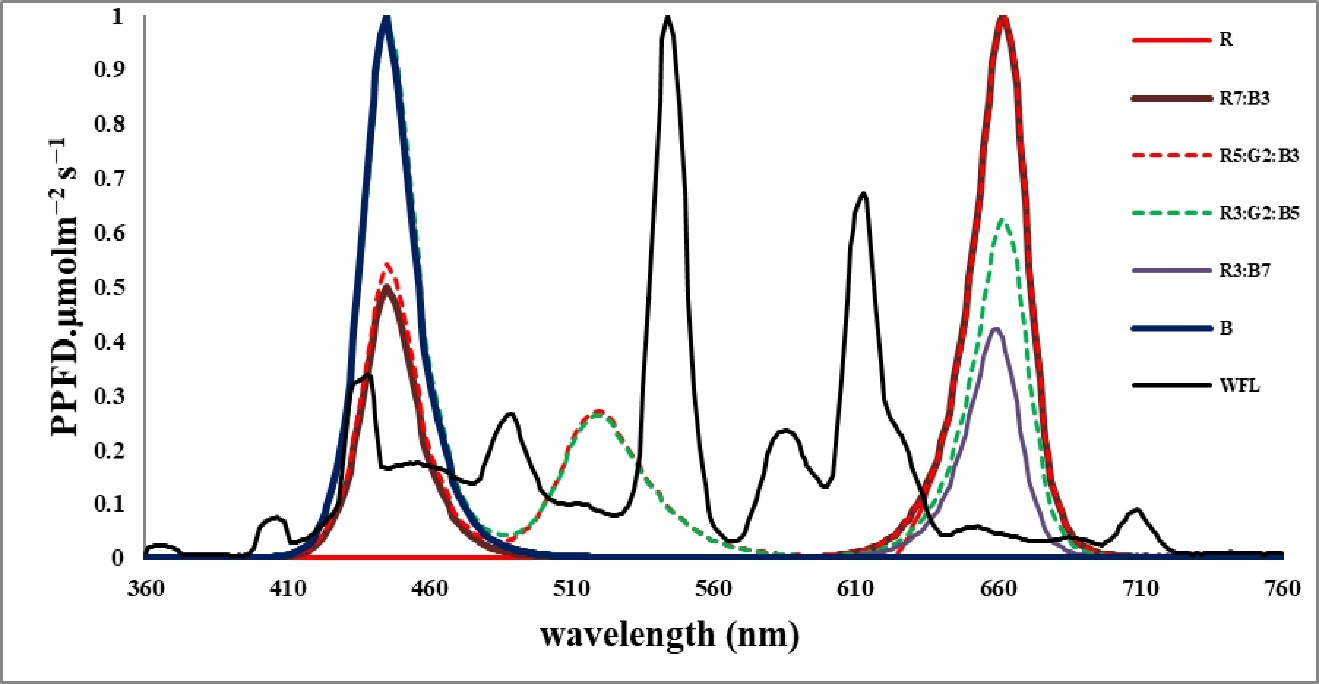 PPFD.μmolm⁻² s⁻¹
1
0.9
0.8
0.7
0.6
0.5
0.4
0.3
0.2
0.1
0
360 410 460 510 560 610 660 710 760
wavelength (nm)
R
R7:B3
R5:G2:B3
R3:G2:B5
R3:B7
B
WFL